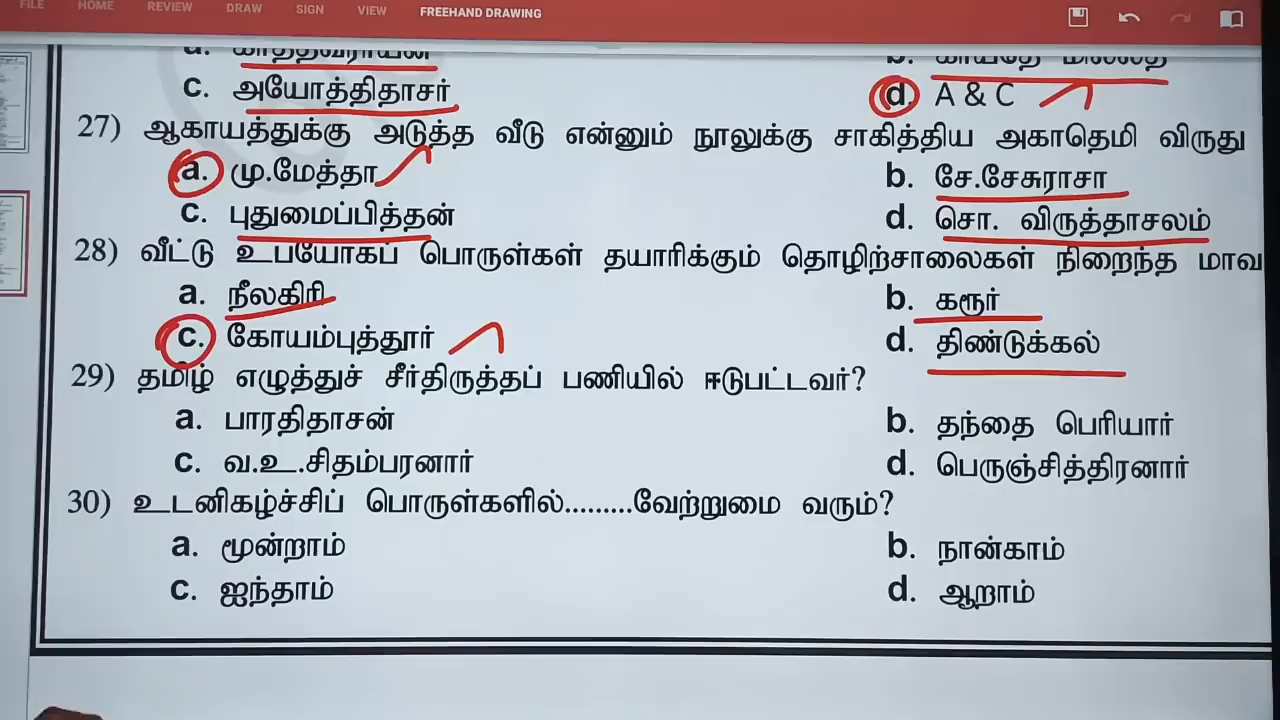 FILE HOME REVIEW DRAW SIGN VIEW FREEHAND DRAWING
c. அயோத்திதாசர் d. A & C
27) ஆகாயத்துக்கு அடுத்த வீடு என்னும் நூலுக்கு சாகித்திய அகாதெமி விருது
a. மு.மேத்தா b. சே.சேசுராசா
c. புதுமைப்பித்தன் d. சொ. விருத்தாசலம்
28) வீட்டு உபயோகப் பொருள்கள் தயாரிக்கும் தொழிற்சாலைகள் நிறைந்த மாவ
a. நீலகிரி b. கரூர்
c. கோயம்புத்தூர் d. திண்டுக்கல்
29) தமிழ் எழுத்துச் சீர்திருத்தப் பணியில் ஈடுபட்டவர்?
a. பாரதிதாசன் b. தந்தை பெரியார்
c. வ.உ.சிதம்பரனார் d. பெருஞ்சித்திரனார்
30) உடனிகழ்ச்சிப் பொருள்களில்.........வேற்றுமை வரும்?
a. மூன்றாம் b. நான்காம்
c. ஐந்தாம் d. ஆறாம்